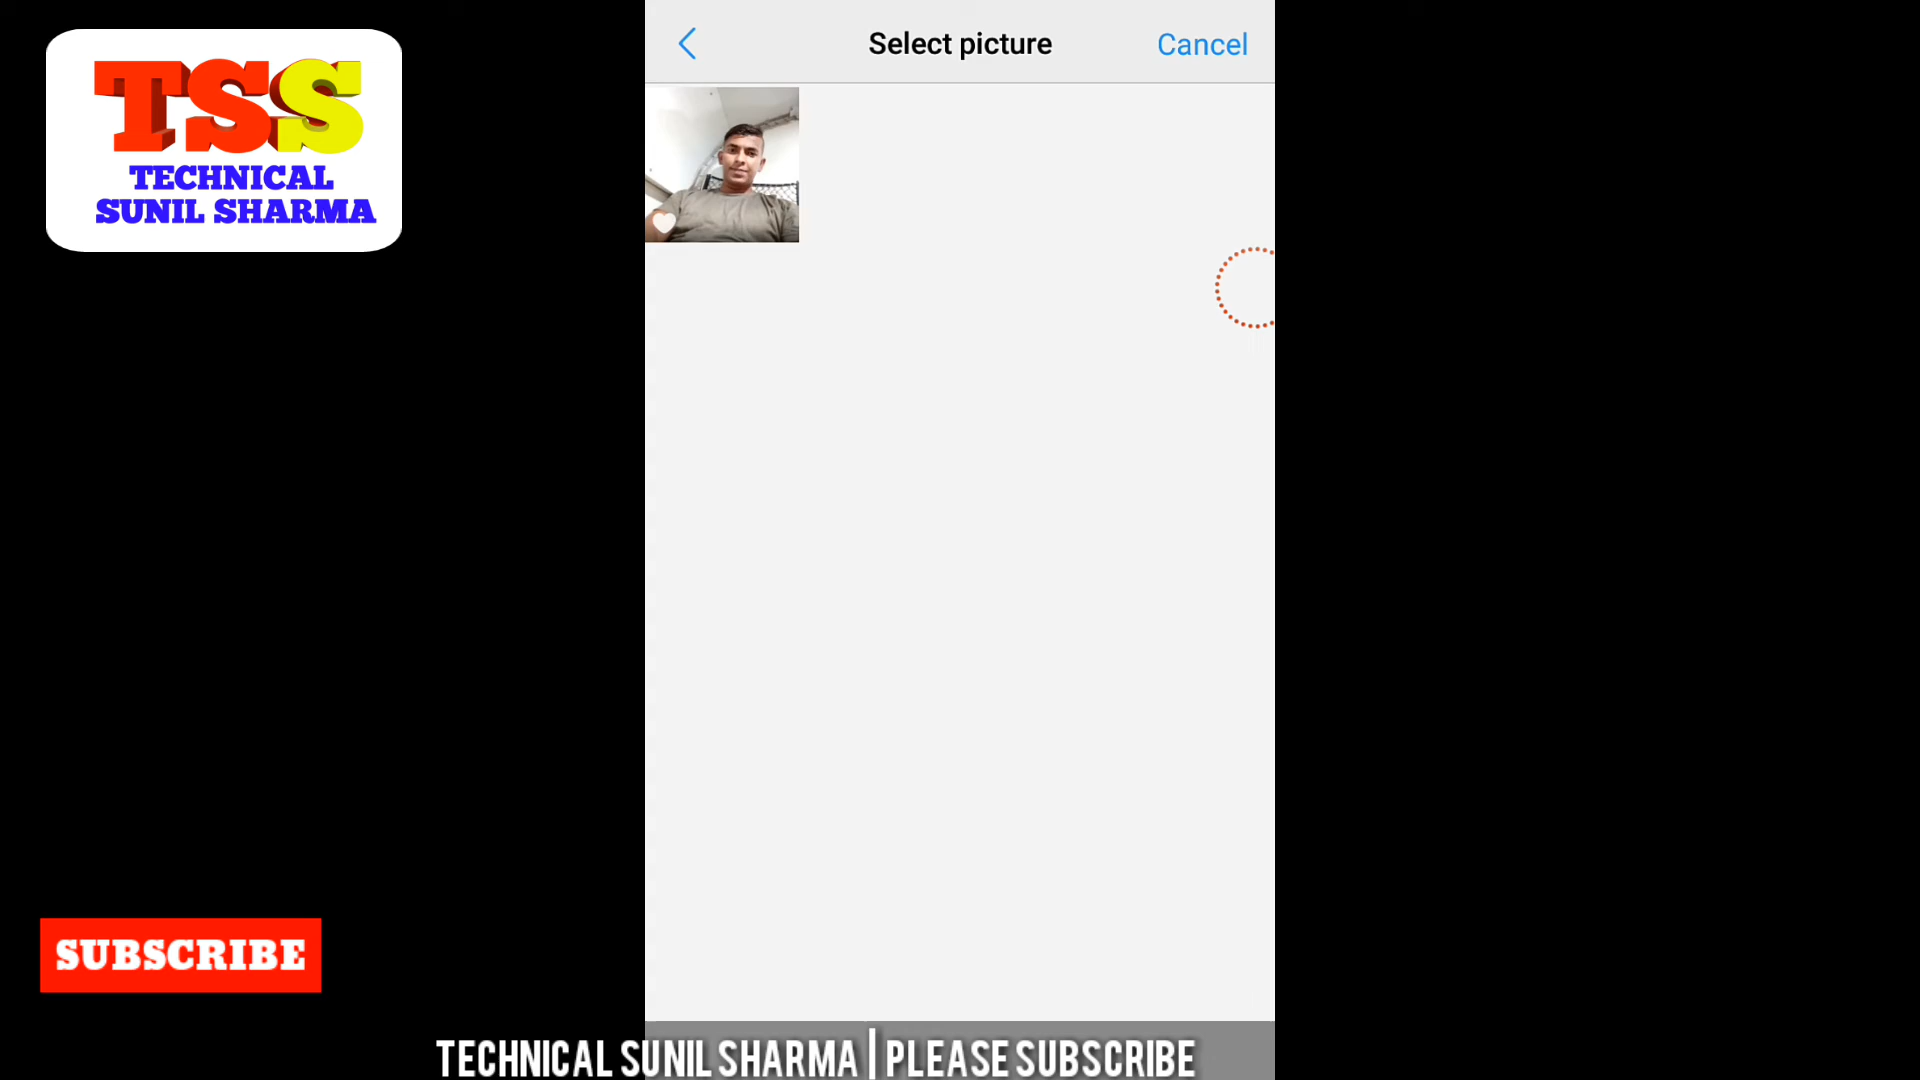 TSS
TECHNICAL
SUNIL SHARMA
Select picture
Cancel
SUBSCRIBE
TECHNICAL SUNIL SHARMA | PLEASE SUBSCRIBE